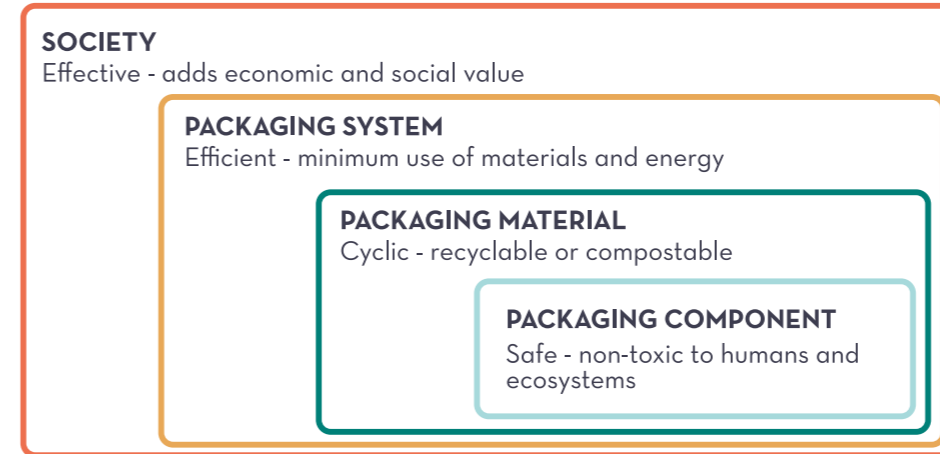 SOCIETY
Effective - adds economic and social value
PACKAGING SYSTEM
Efficient - minimum use of materials and energy
PACKAGING MATERIAL
Cyclic - recyclable or compostable
PACKAGING COMPONENT
Safe - non-toxic to humans and
ecosystems